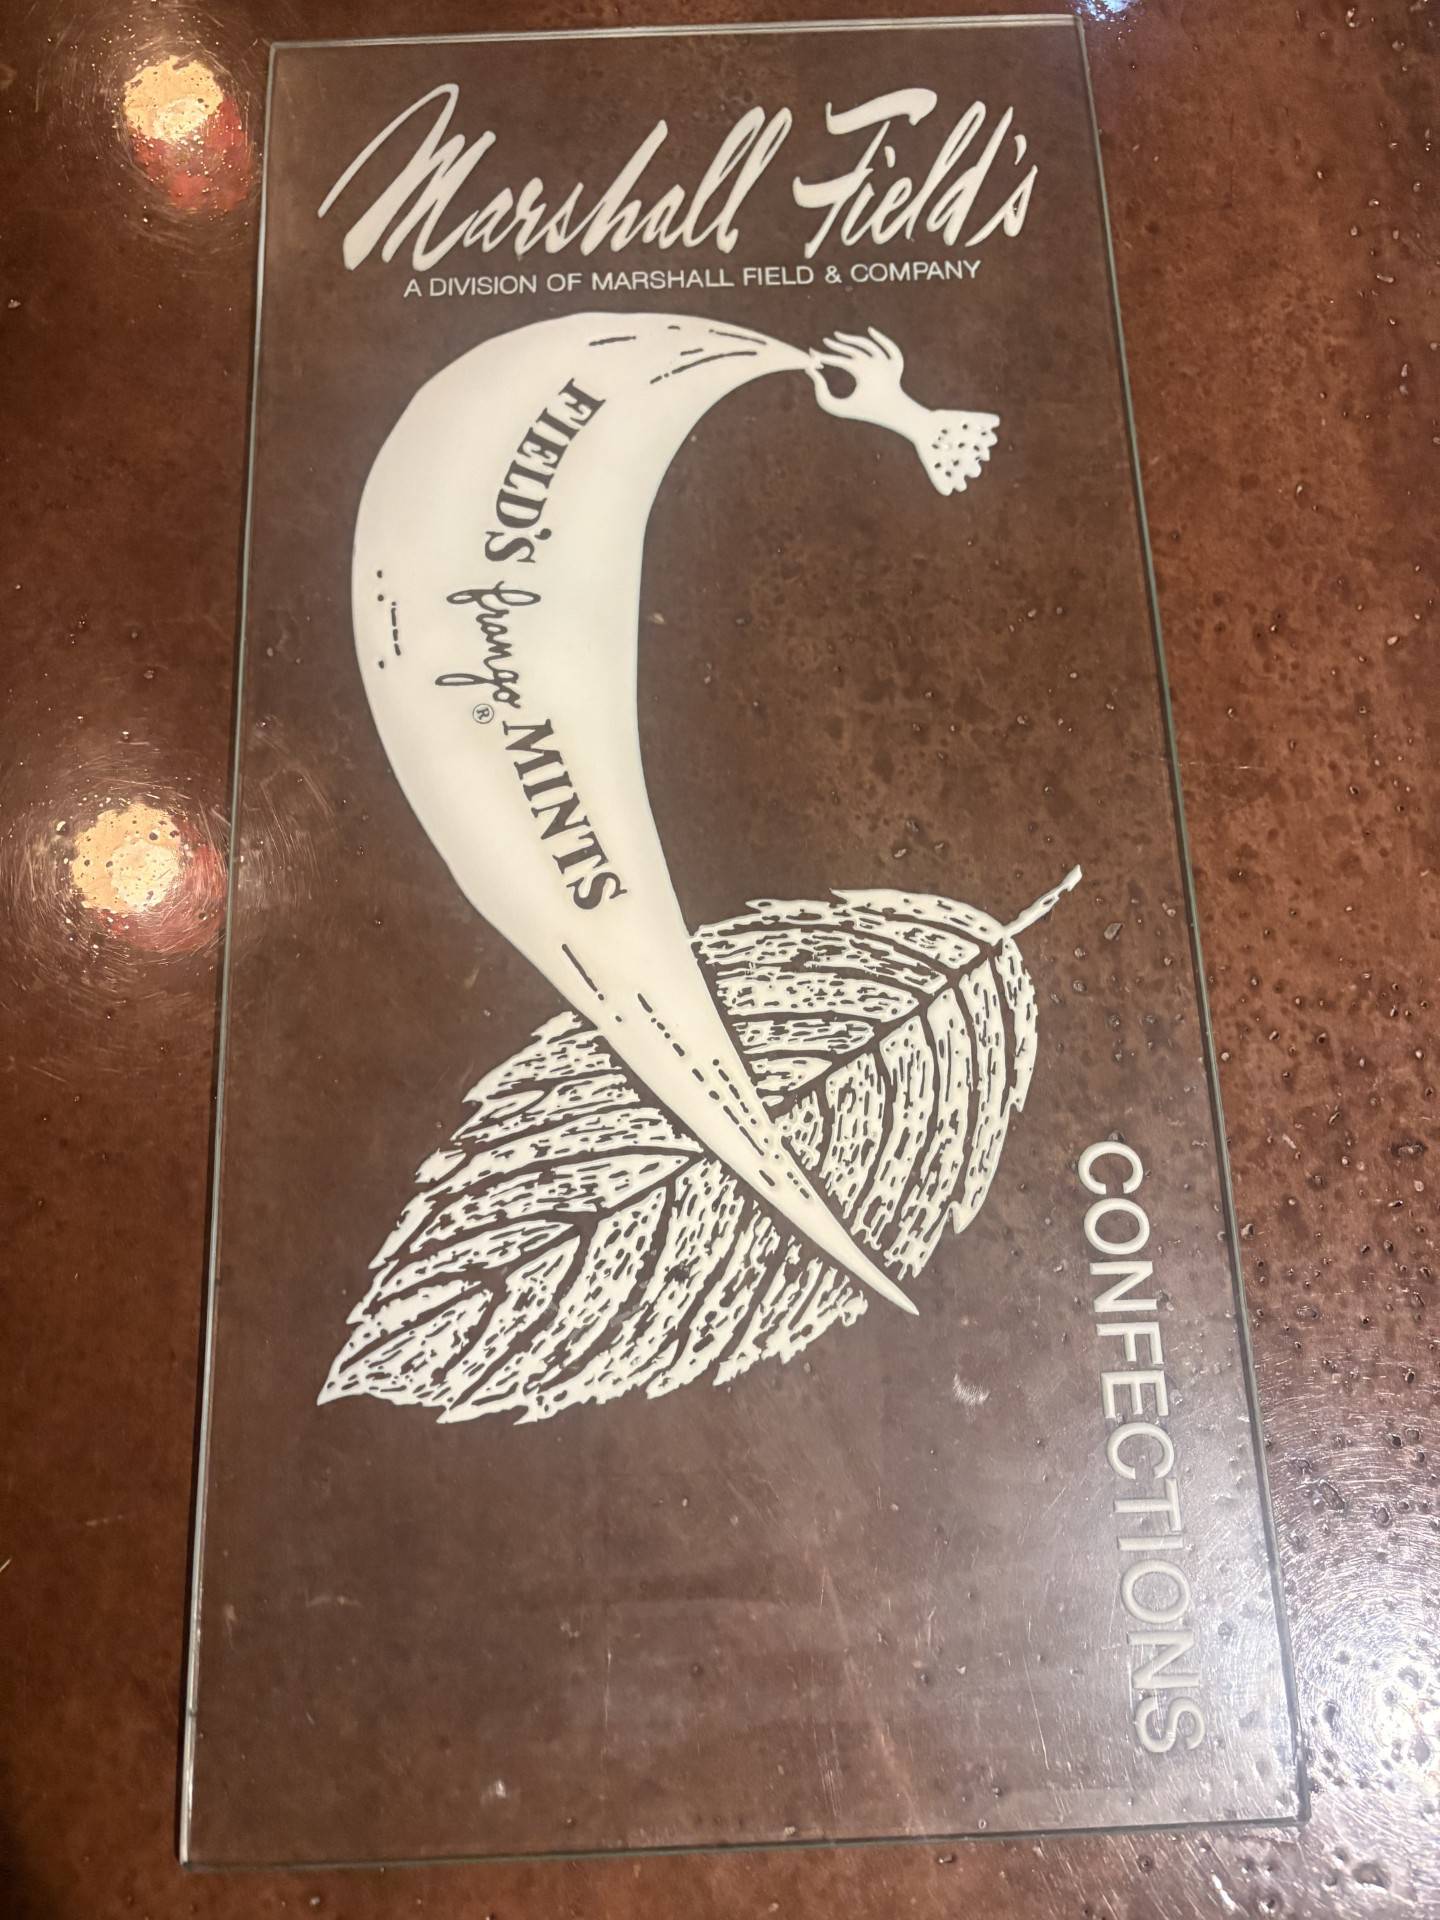 Marshall Field's
A DIVISION OF MARSHALL FIELD & COMPANY
FIELD'S frango® MINTS
CONFECTIONS